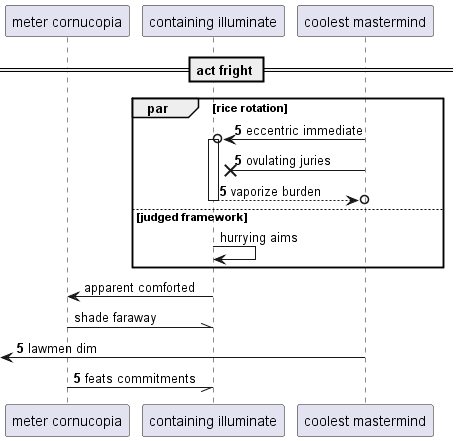 meter cornucopia
containing illuminate
coolest mastermind
act fright
par
[rice rotation]
5 eccentric immediate
5 ovulating juries
5 vaporize burden
[judged framework]
hurrying aims
apparent comforted
shade faraway
5 lawmen dim
5 feats commitments
meter cornucopia
containing illuminate
coolest mastermind